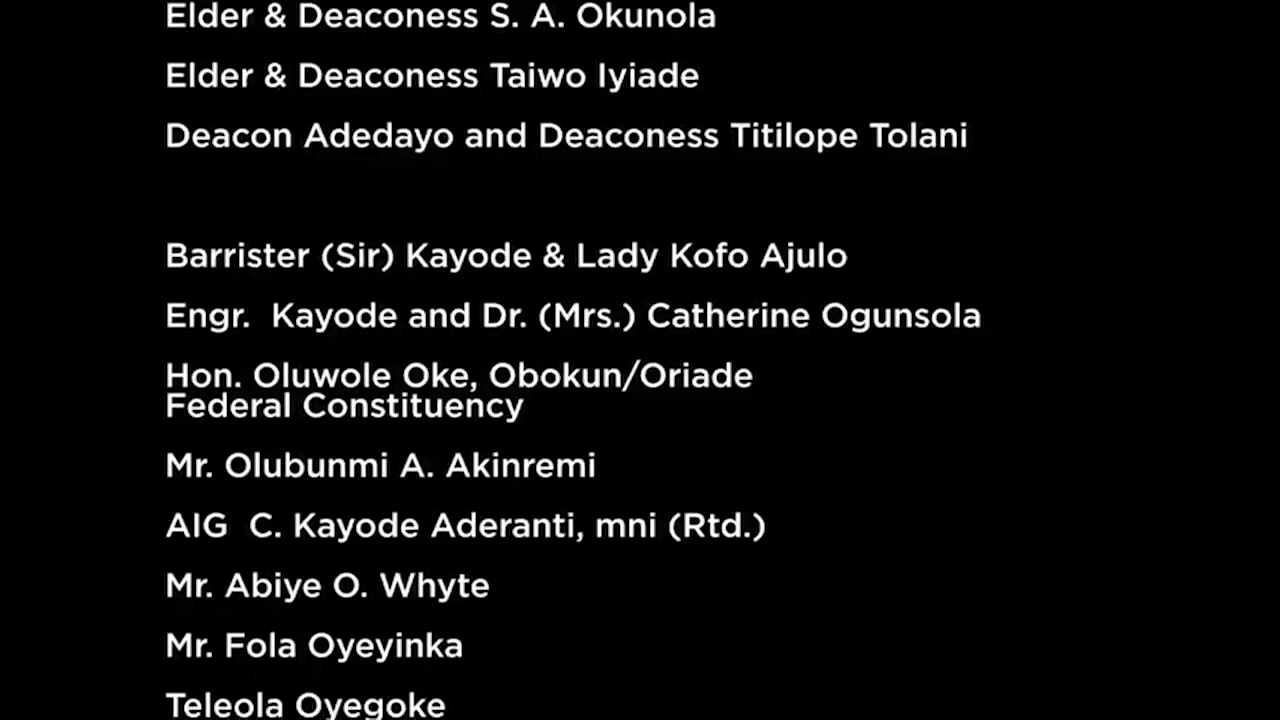 Elder & Deaconess S. A. Okunola
Elder & Deaconess Taiwo Iyiade
Deacon Adedayo and Deaconess Titilope Tolani
Barrister (Sir) Kayode & Lady Kofo Ajulo
Engr.  Kayode and Dr. (Mrs.) Catherine Ogunsola
Hon. Oluwole Oke, Obokun/Oriade
Federal Constituency
Mr. Olubunmi A. Akinremi
AIG  C. Kayode Aderanti, mni (Rtd.)
Mr. Abiye O. Whyte
Mr. Fola Oyeyinka
Teleola Oyegoke